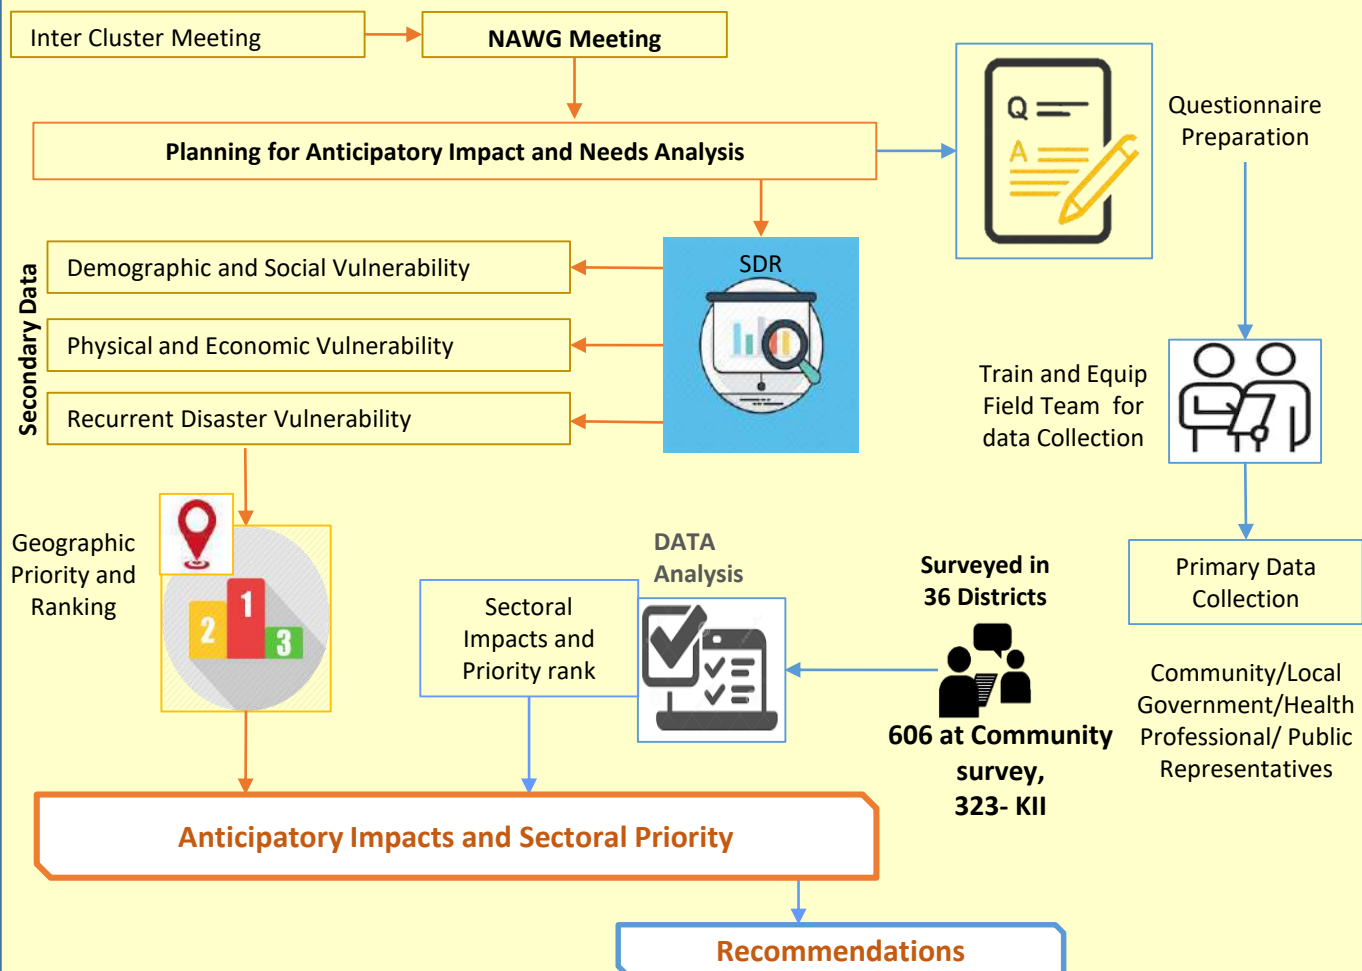 Inter Cluster Meeting
NAWG Meeting
Planning for Anticipatory Impact and Needs Analysis
Q
A
Questionnaire
Preparation
Secondary Data
Demographic and Social Vulnerability
Physical and Economic Vulnerability
Recurrent Disaster Vulnerability
SDR
Train and Equip
Field Team for
data Collection
Geographic
Priority and
Ranking
1
2
3
Sectoral
Impacts and
Priority rank
DATA
Analysis
Surveyed in
36 Districts
606 at Community
survey,
323- KII
Primary Data
Collection
Community/Local
Government/Health
Professional/ Public
Representatives
Anticipatory Impacts and Sectoral Priority
Recommendations